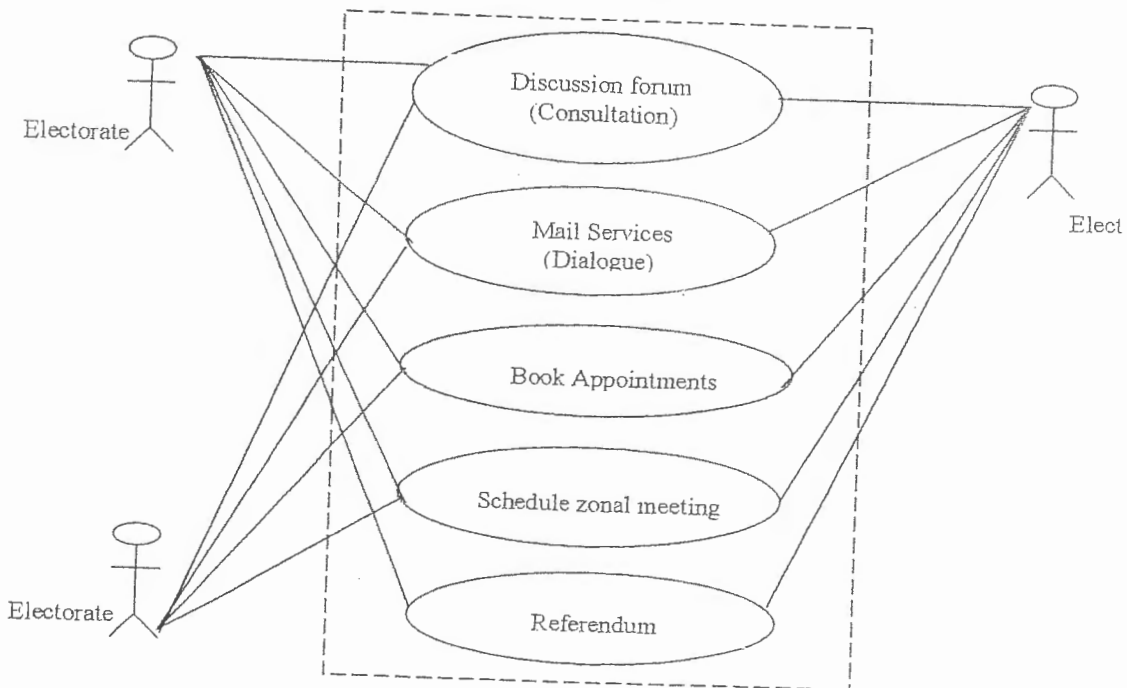 Discussion forum
(Consultation)
Electorate
Mail Services
(Dialogue)
Elect
Book Appointments
Schedule zonal meeting
Electorate
Referendum